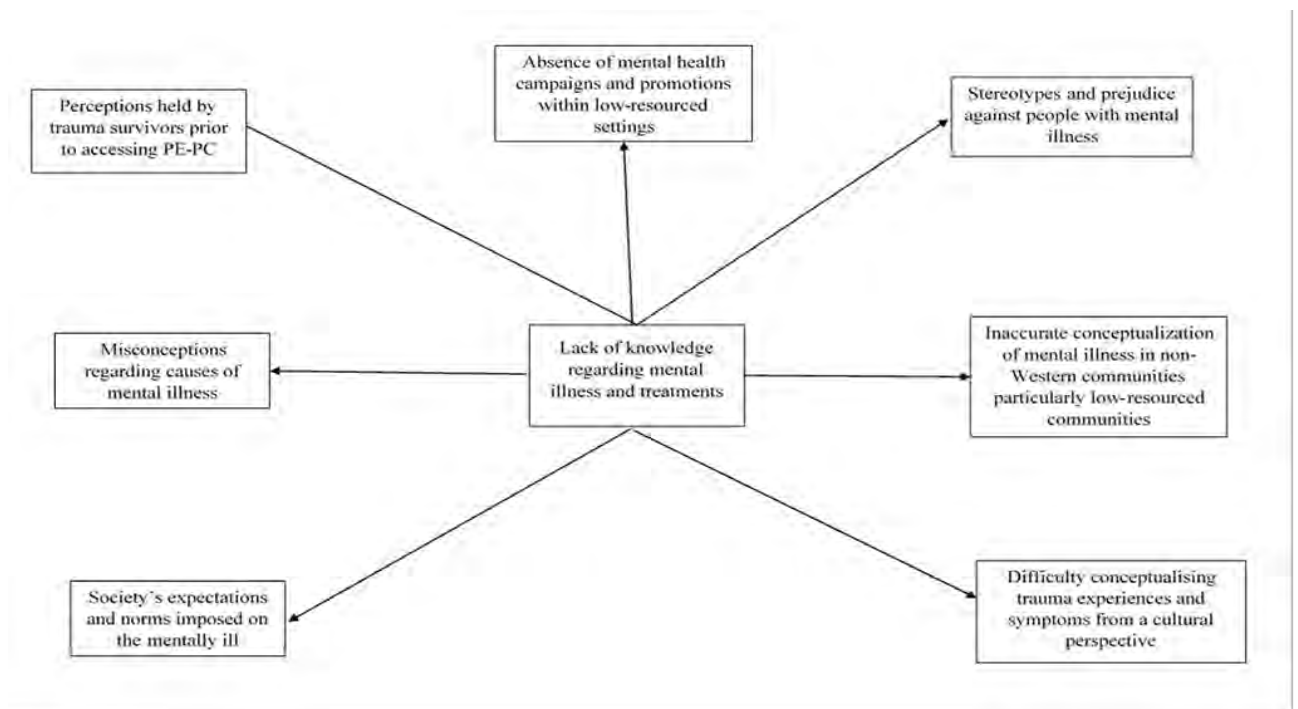 Perceptions held by
trauma survivors prior
to accessing PE-PC
Absence of mental health
campaigns and promotions
within low-resourced
settings
Stereotypes and prejudice
against people with mental
illness
Misconceptions
regarding causes of
mental illness
Lack of knowledge
regarding mental
illness and treatments
Inaccurate conceptualization
of mental illness in non-
Western communities
particularly low-resourced
communities
Society´s expectations
and norms imposed on
the mentally ill
Difficulty conceptualising
trauma experiences and
symptoms from a cultural
perspective